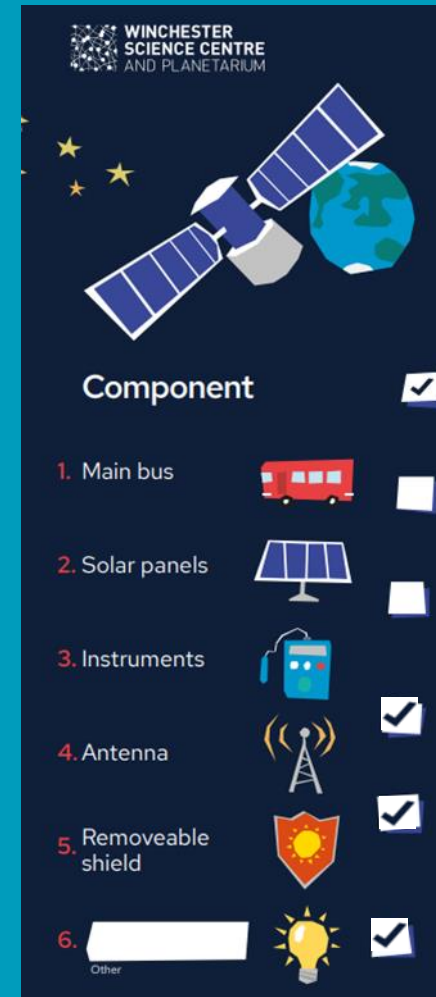 WINCHESTER
SCIENCE CENTRE
AND PLANETARIUM
Component
1. Main bus
2. Solar panels
3. Instruments
4. Antenna
5. Removeable
shield
6.
Other